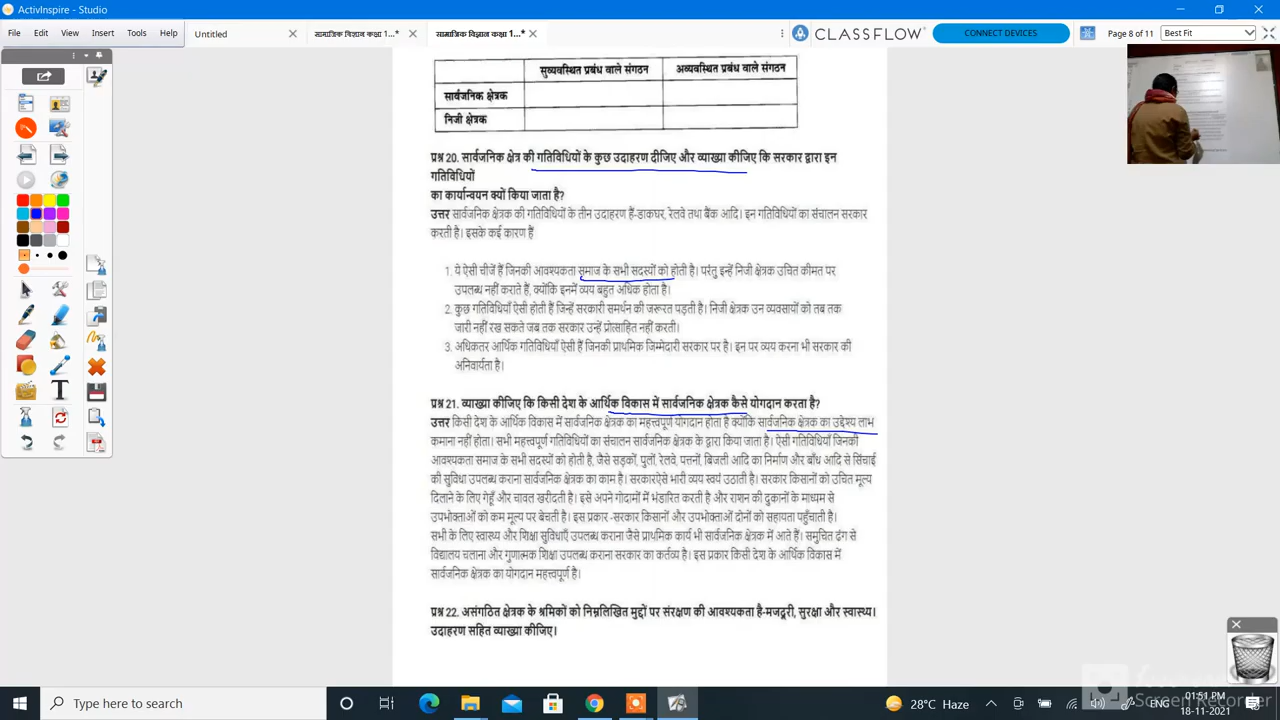 ActivInspire - Studio
File Edit View Insert Tools Help
Untitled
सामाजिक विज्ञान कक्षा 1...*
सामाजिक विज्ञान कक्षा 1...*
CLASSFLOW
CONNECT DEVICES
Page 8 of 11
Best Fit
सुव्यवस्थित प्रबंध वाले संगठन अव्यवस्थित प्रबंध वाले संगठन
सार्वजनिक क्षेत्रक
निजी क्षेत्रक
प्रश्न 20. सार्वजनिक क्षेत्र की गतिविधियों के कुछ उदाहरण दीजिए और व्याख्या कीजिए कि सरकार द्वारा इन
गतिविधियों
का कार्यान्वयन क्यों किया जाता है?
उत्तर सार्वजनिक क्षेत्रक की गतिविधियों के तीन उदाहरण हैं-डाकघर, रेलवे तथा बैंक आदि। इन गतिविधियों का संचालन सरकार
करती है। इसके कई कारण हैं
1. ये ऐसी चीजें हैं जिनकी आवश्यकता समाज के सभी सदस्यों को होती है। परंतु इन्हें निजी क्षेत्रक उचित कीमत पर
उपलब्ध नहीं कराते हैं, क्योंकि इनमें व्यय बहुत अधिक होता है।
2. कुछ गतिविधियाँ ऐसी होती हैं जिन्हें सरकारी समर्थन की जरूरत पड़ती है। निजी क्षेत्रक उन व्यवसायों को तब तक
जारी नहीं रख सकते जब तक सरकार उन्हें प्रोत्साहित नहीं करती।
3. अधिकतर आर्थिक गतिविधियाँ ऐसी हैं जिनकी प्राथमिक जिम्मेदारी सरकार पर है। इन पर व्यय करना भी सरकार की
अनिवार्यता है।
प्रश्न 21. व्याख्या कीजिए कि किसी देश के आर्थिक विकास में सार्वजनिक क्षेत्रक कैसे योगदान करता है?
उत्तर किसी देश के आर्थिक विकास में सार्वजनिक क्षेत्रक का महत्त्वपूर्ण योगदान होता है क्योंकि सार्वजनिक क्षेत्रक का उद्देश्य लाभ
कमाना नहीं होता। सभी महत्त्वपूर्ण गतिविधियों का संचालन सार्वजनिक क्षेत्रक के द्वारा किया जाता है। ऐसी गतिविधियाँ जिनकी
आवश्यकता समाज के सभी सदस्यों को होती है, जैसे सड़कों, पुलों, रेलवे, पत्तनों, बिजली आदि का निर्माण और बाँध आदि से सिंचाई
की सुविधा उपलब्ध कराना सार्वजनिक क्षेत्रक का काम है। सरकारऐसे भारी व्यय स्वयं उठाती है। सरकार किसानों को उचित मूल्य
दिलाने के लिए गेहूँ और चावल खरीदती है। इसे अपने गोदामों में भंडारित करती है और राशन की दुकानों के माध्यम से
उपभोक्ताओं को कम मूल्य पर बेचती है। इस प्रकार -सरकार किसानों और उपभोक्ताओं दोनों को सहायता पहुँचाती है।
सभी के लिए स्वास्थ्य और शिक्षा सुविधाएँ उपलब्ध कराना जैसे प्राथमिक कार्य भी सार्वजनिक क्षेत्रक में आते हैं। समुचित ढंग से
विद्यालय चलाना और गुणात्मक शिक्षा उपलब्ध कराना सरकार का कर्तव्य है। इस प्रकार किसी देश के आर्थिक विकास में
सार्वजनिक क्षेत्रक का योगदान महत्त्वपूर्ण है।
प्रश्न 22. असंगठित क्षेत्रक के श्रमिकों को निम्नलिखित मुद्दों पर संरक्षण की आवश्यकता है-मजदूरी, सुरक्षा और स्वास्थ्य।
उदाहरण सहित व्याख्या कीजिए।
Type here to search
28°C Haze
01:51 PM
18-11-2021
Screen Recorder